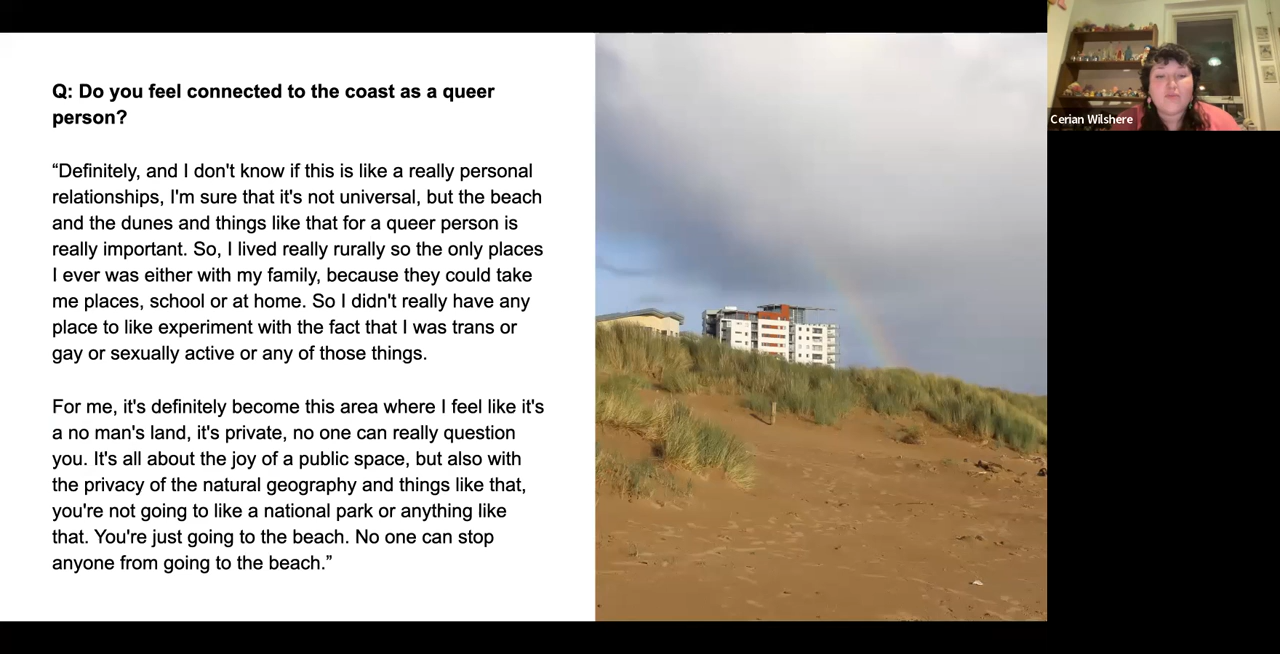 Q: Do you feel connected to the coast as a queer
person?
“Definitely, and I don't know if this is like a really personal
relationships, I'm sure that it's not universal, but the beach
and the dunes and things like that for a queer person is
really important. So, I lived really rurally so the only places
I ever was either with my family, because they could take
me places, school or at home. So I didn't really have any
place to like experiment with the fact that I was trans or
gay or sexually active or any of those things.
For me, it's definitely become this area where I feel like it's
a no man's land, it's private, no one can really question
you. It's all about the joy of a public space, but also with
the privacy of the natural geography and things like that,
you're not going to like a national park or anything like
that. You're just going to the beach. No one can stop
anyone from going to the beach.”
Cerian Wilshere